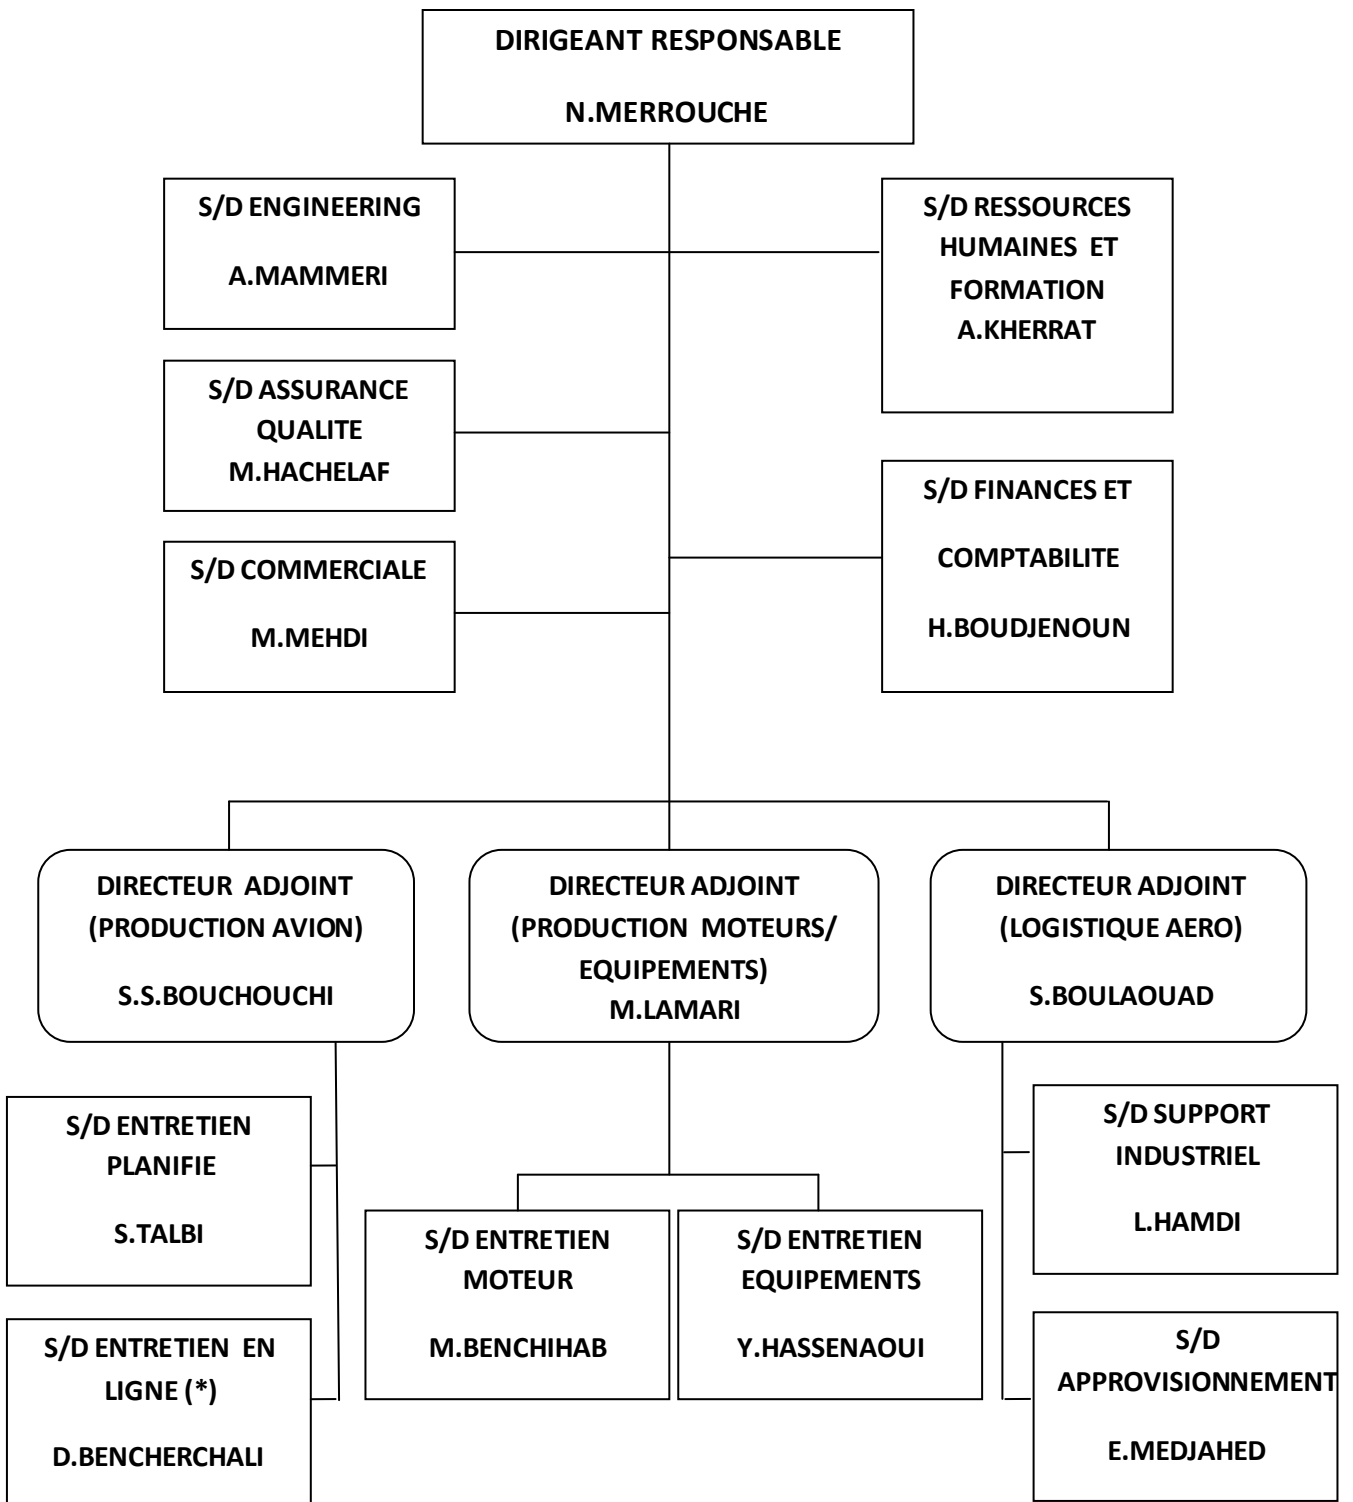 DIRIGEANT RESPONSABLE
N.MERROUCHE
S/D ENGINEERING
A.MAMMERI
S/D RESSOURCES
HUMAINES ET
FORMATION
A.KHERRAT
S/D ASSURANCE
QUALITE
M.HACHELAF
S/D FINANCES ET
COMPTABILITE
H.BOUDJENOUN
S/D COMMERCIALE
M.MEHDI
DIRECTEUR ADJOINT
(PRODUCTION AVION)
S.S.BOUCHOUCHI
DIRECTEUR ADJOINT
(PRODUCTION MOTEURS/
EQUIPEMENTS)
M.LAMARI
DIRECTEUR ADJOINT
(LOGISTIQUE AERO)
S.BOULAOUAD
S/D ENTRETIEN
PLANIFIE
S.TALBI
S/D ENTRETIEN EN
LIGNE (*)
D.BENCHERCHALI
S/D ENTRETIEN
MOTEUR
M.BENCHIHAB
S/D ENTRETIEN
EQUIPEMENTS
Y.HASSENAOUI
S/D SUPPORT
INDUSTRIEL
L.HAMDI
S/D
APPROVISIONNEMENT
E.MEDJAHED